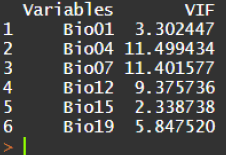 Variables VIF
1 Bio01 3.302447
2 Bio04 11.499434
3 Bio07 11.401577
4 Bio12 9.375736
5 Bio15 2.338738
6 Bio19 5.847520
>